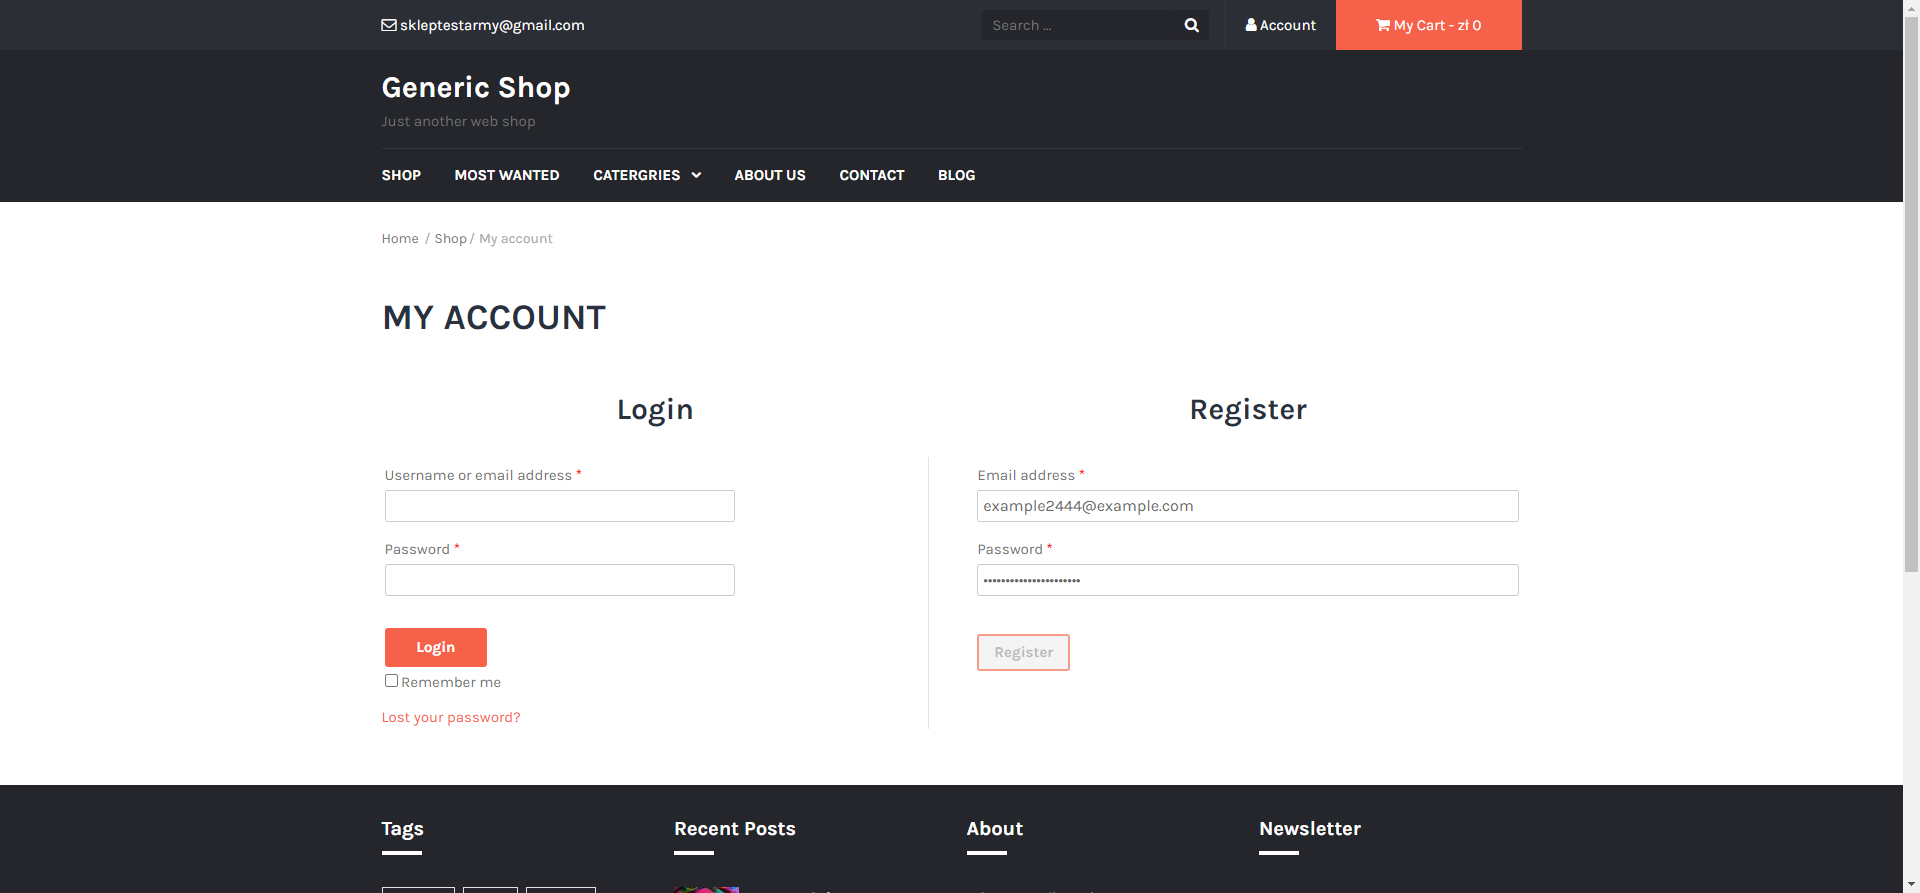 skleptestarmy@gmail.com
Search ...
Account
My Cart - zł 0
Generic Shop
Just another web shop
SHOP
MOST WANTED
CATERGRIES
ABOUT US
CONTACT
BLOG
Home / Shop / My account
MY ACCOUNT
Login
Username or email address *
Password *
Login
Remember me
Lost your password?
Register
Email address *
example2444@example.com
Password *
Register
Tags
Recent Posts
About
Newsletter